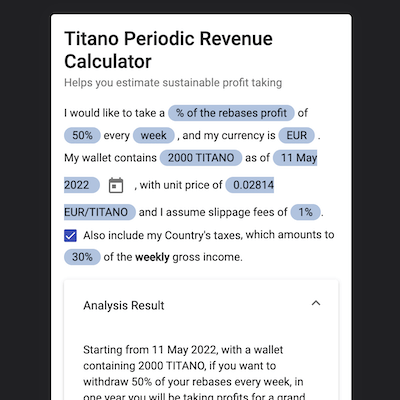 Titano Periodic Revenue
Calculator
Helps you estimate sustainable profit taking
I would like to take a % of the rebases profit of
50% every week , and my currency is EUR .
My wallet contains 2000 TITANO as of 11 May
2022 , with unit price of 0.02814
EUR/TITANO and I assume slippage fees of 1% .
Also include my Country's taxes, which amounts to
30% of the weekly gross income.
Analysis Result
Starting from 11 May 2022, with a wallet
containing 2000 TITANO, if you want to
withdraw 50% of your rebases every week, in
one year you will be taking profits for a grand